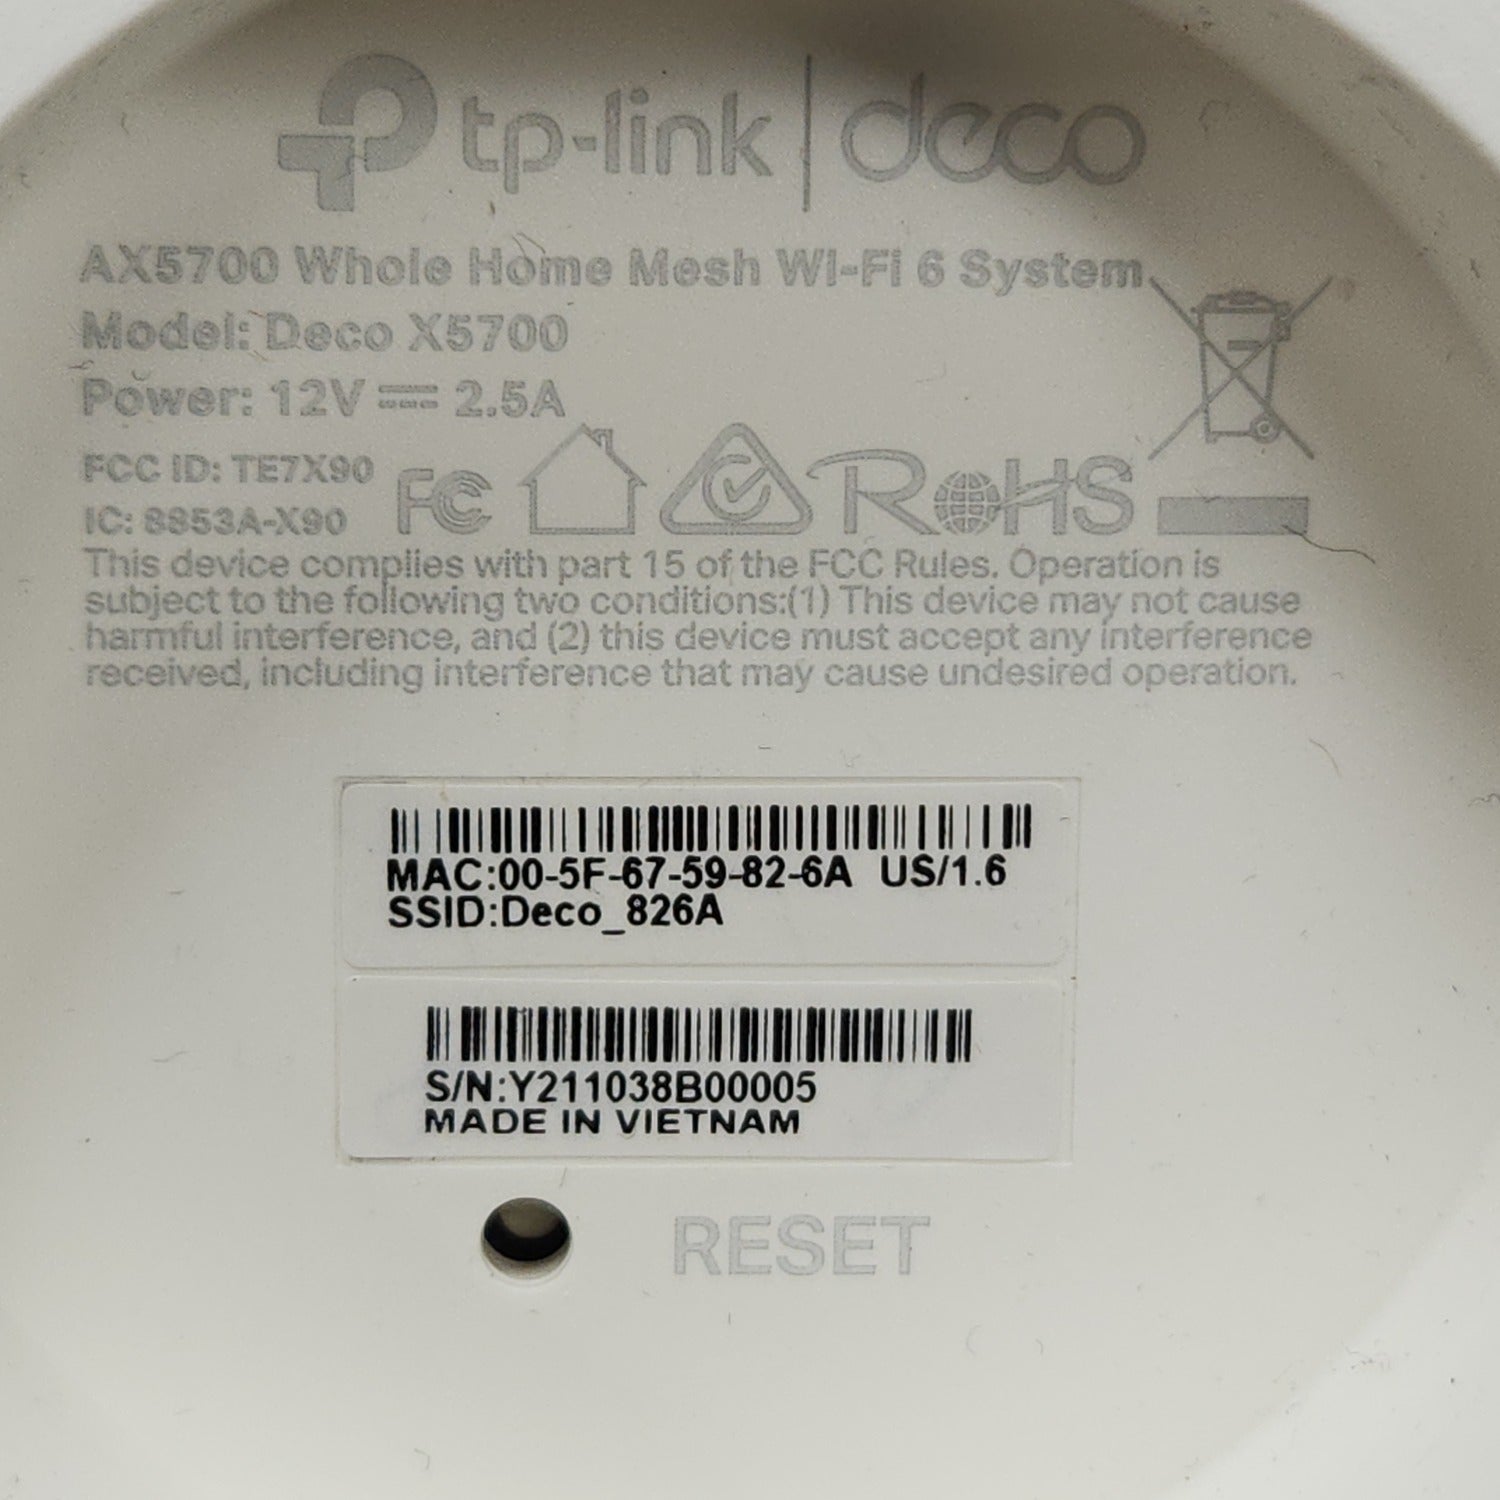 tp-link | deco
AX5700 Whole Home Mesh Wi-Fi 6 System
Model: Deco X5700
Power: 12V ⎓ 2.5A
FCC ID: TE7X90
IC: 8853A-X90
FC
RoHS
This device complies with part 15 of the FCC Rules. Operation is
subject to the following two conditions:(1) This device may not cause
harmful interference, and (2) this device must accept any interference
received, including interference that may cause undesired operation.
MAC:00-5F-67-59-82-6A US/1.6
SSID:Deco_826A
S/N:Y211038B00005
MADE IN VIETNAM
RESET